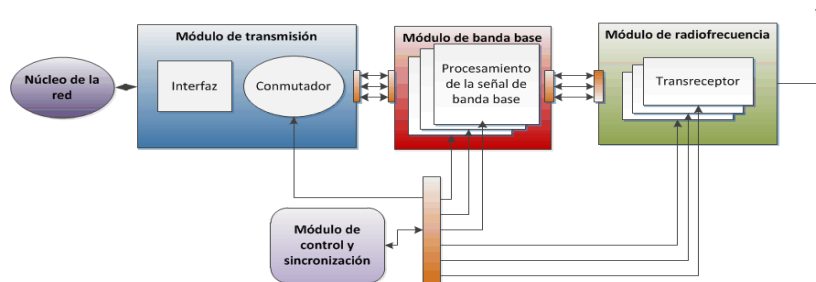 Módulo de transmisión
Módulo de banda base
Módulo de radiofrecuencia
Núcleo de la
red
Interfaz
Conmutador
Procesamiento
de la señal de
banda base
Transreceptor
Módulo de
control y
sincronización